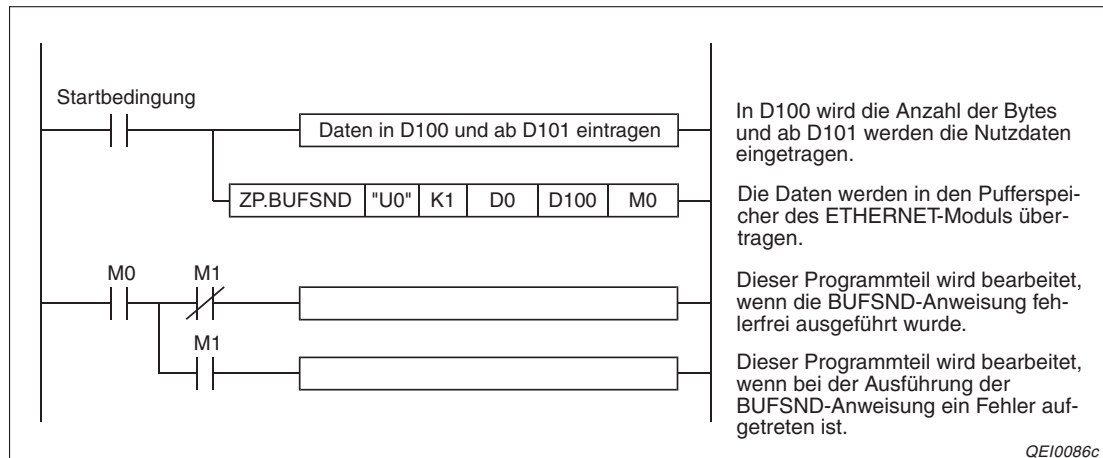 Startbedingung
Daten in D100 und ab D101 eintragen
In D100 wird die Anzahl der Bytes
und ab D101 werden die Nutzdaten
eingetragen.
ZP.BUFSND "U0" K1 D0 D100 M0
Die Daten werden in den Pufferspei-
cher des ETHERNET-Moduls über-
tragen.
M0 M1
Dieser Programmteil wird bearbeitet,
wenn die BUFSND-Anweisung feh-
lerfrei ausgeführt wurde.
M1
Dieser Programmteil wird bearbeitet,
wenn bei der Ausführung der
BUFSND-Anweisung ein Fehler auf-
getreten ist.
QEI0086c